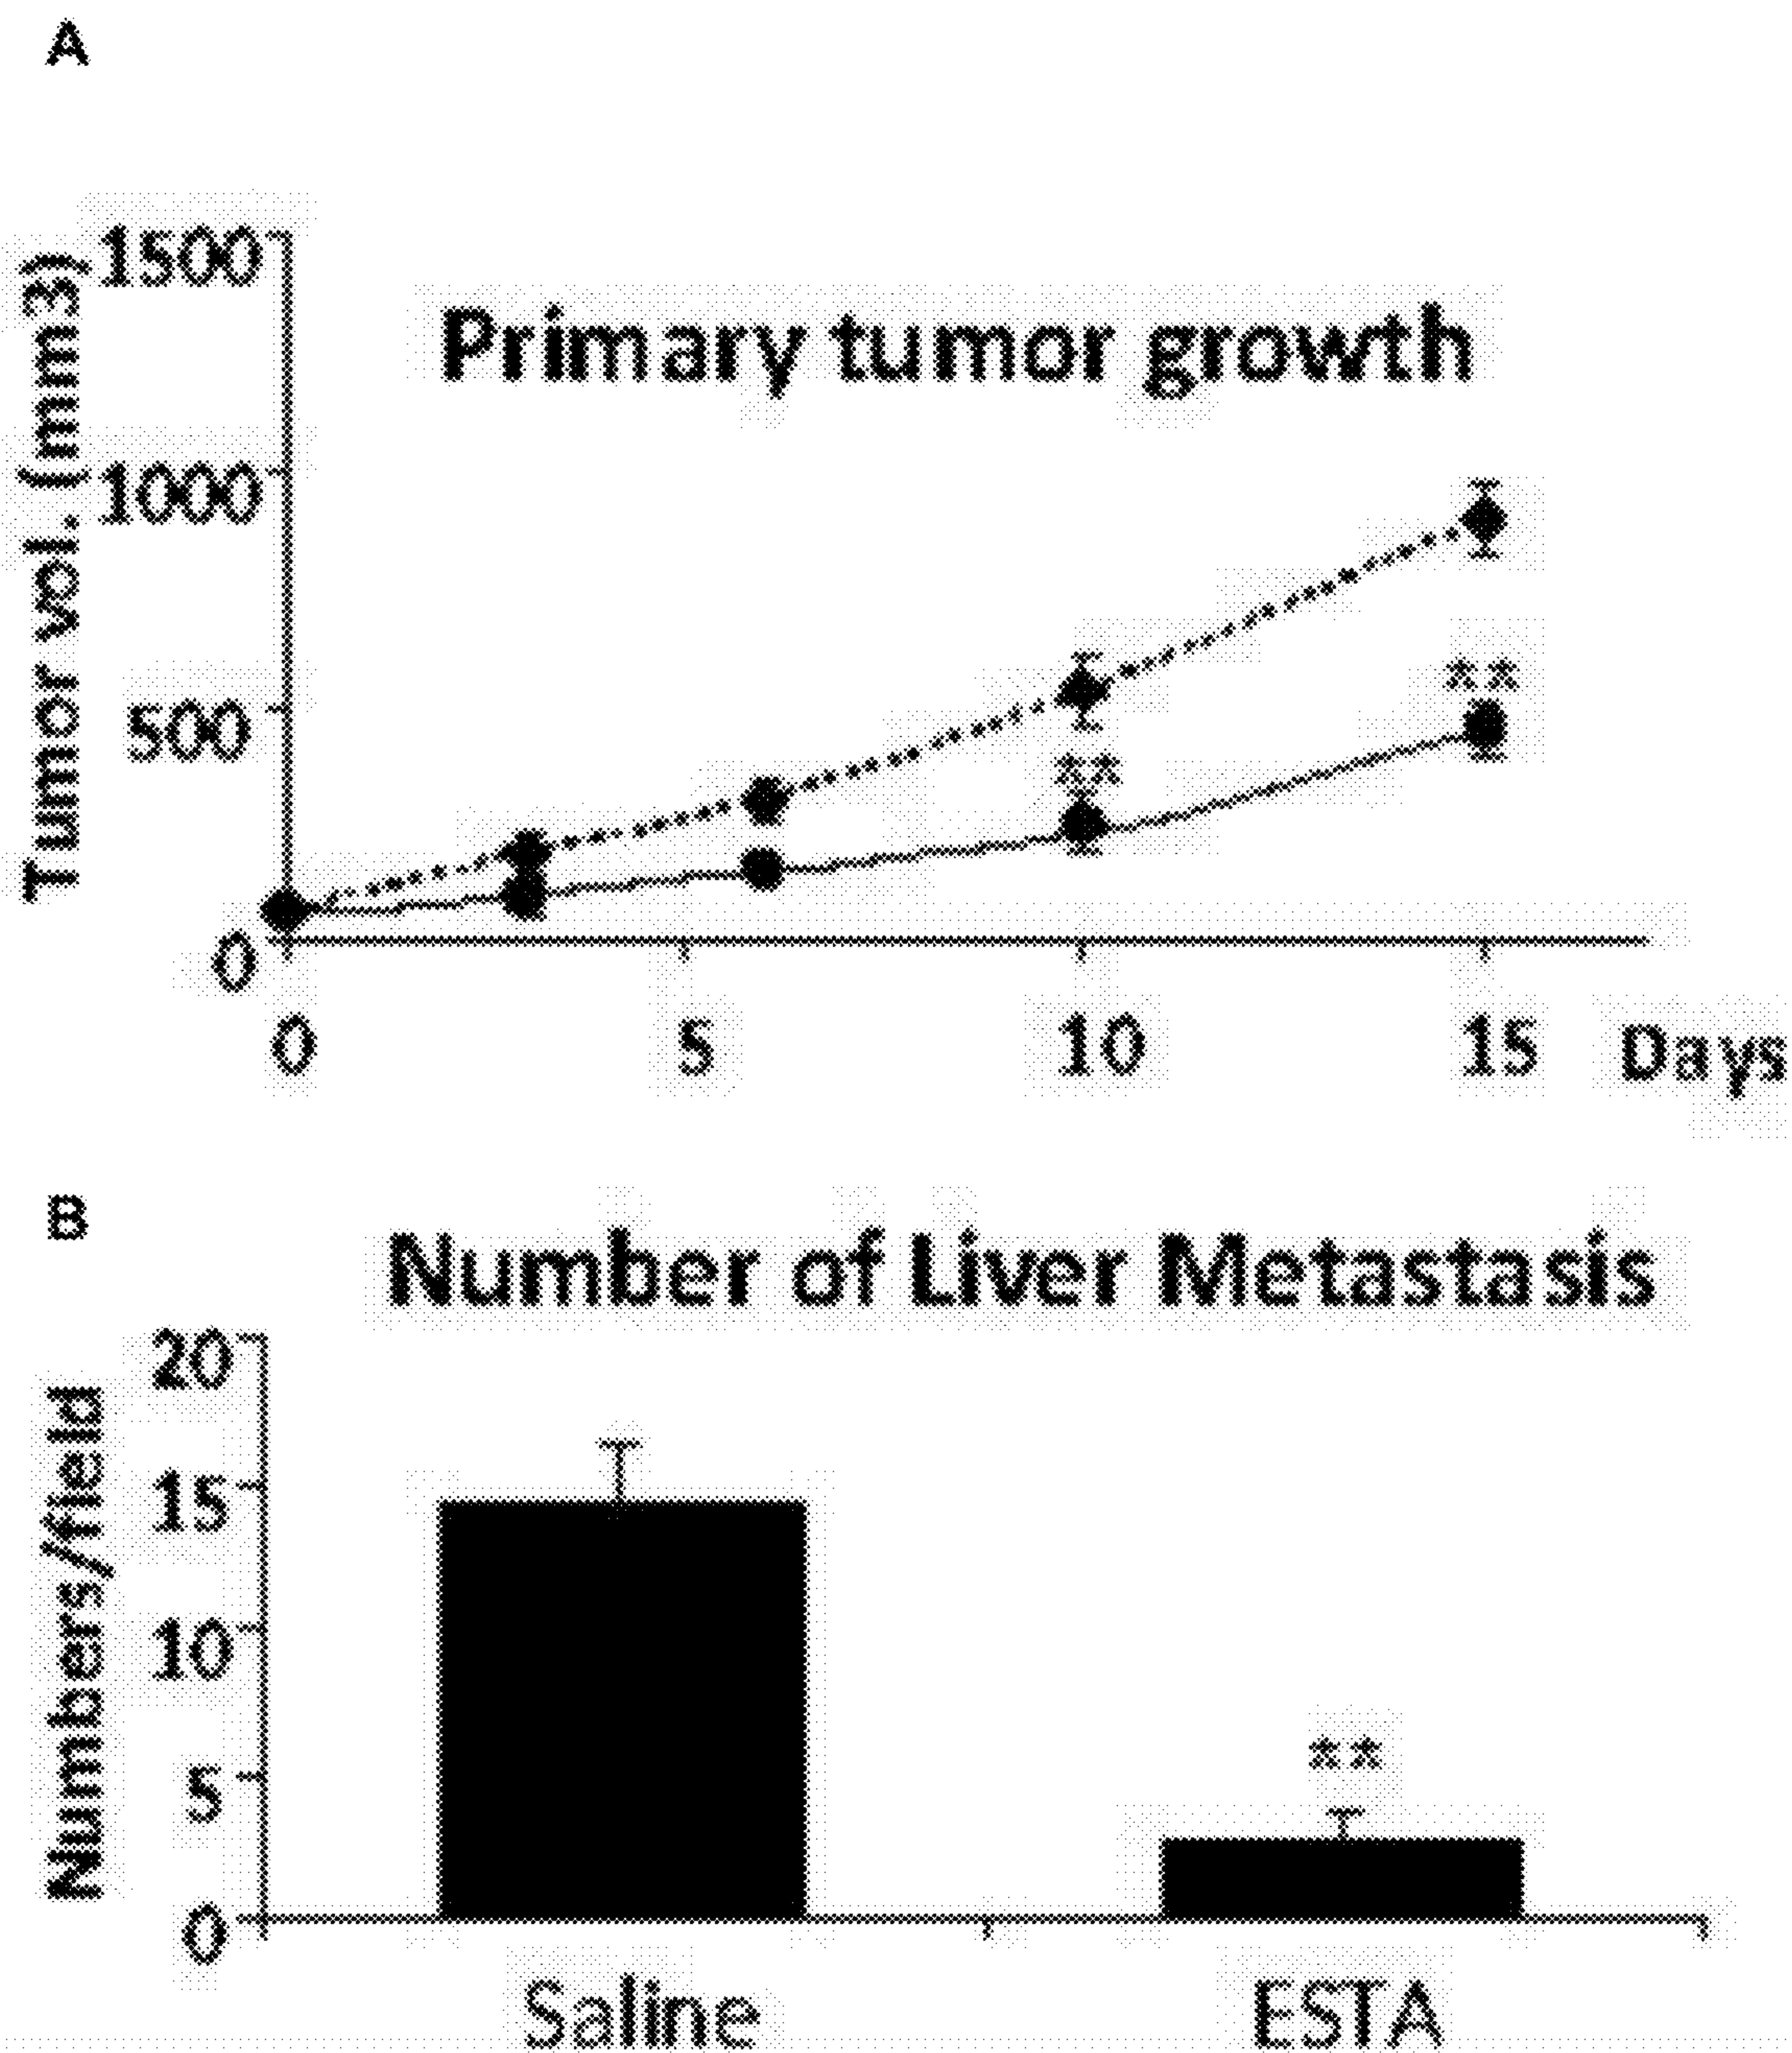 A
Primary tumor growth
Tumor vol. (mm3)
1500
1000
500
0
**
**
0 5 10 15 Days
B
Number of Liver Metastasis
Numbers/field
20
15
10
5
0
**
Saline ESTA